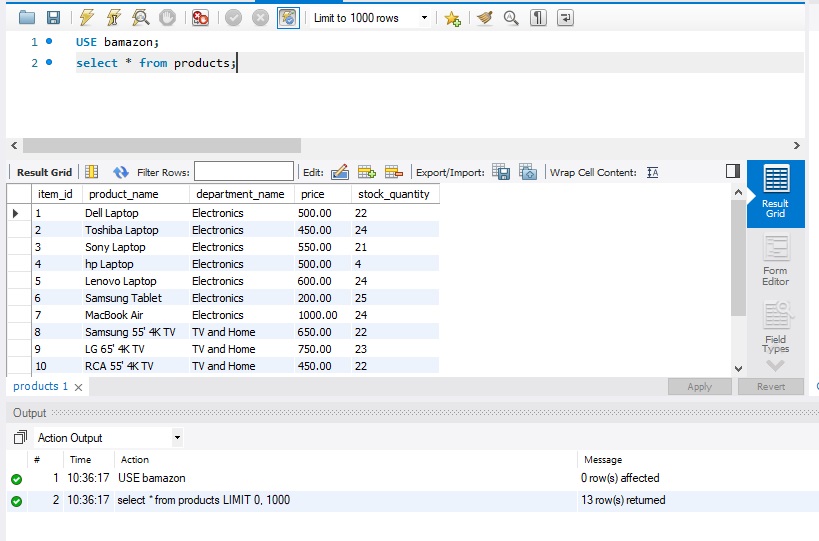 Limit to 1000 rows
1 USE bamazon;
2 select * from products;
Result Grid Filter Rows: Edit: Export/Import: Wrap Cell Content: IA
item_id product_name department_name price stock_quantity
1 Dell Laptop Electronics 500.00 22
2 Toshiba Laptop Electronics 450.00 24
3 Sony Laptop Electronics 550.00 21
4 hp Laptop Electronics 500.00 4
5 Lenovo Laptop Electronics 600.00 24
6 Samsung Tablet Electronics 200.00 25
7 MacBook Air Electronics 1000.00 24
8 Samsung 55' 4K TV TV and Home 650.00 22
9 LG 65' 4K TV TV and Home 750.00 23
10 RCA 55' 4K TV TV and Home 450.00 22
Result
Grid
Form
Editor
Field
Types
products 1 Apply Revert
Output
Action Output
# Time Action Message
1 10:36:17 USE bamazon 0 row(s) affected
2 10:36:17 select * from products LIMIT 0, 1000 13 row(s) returned